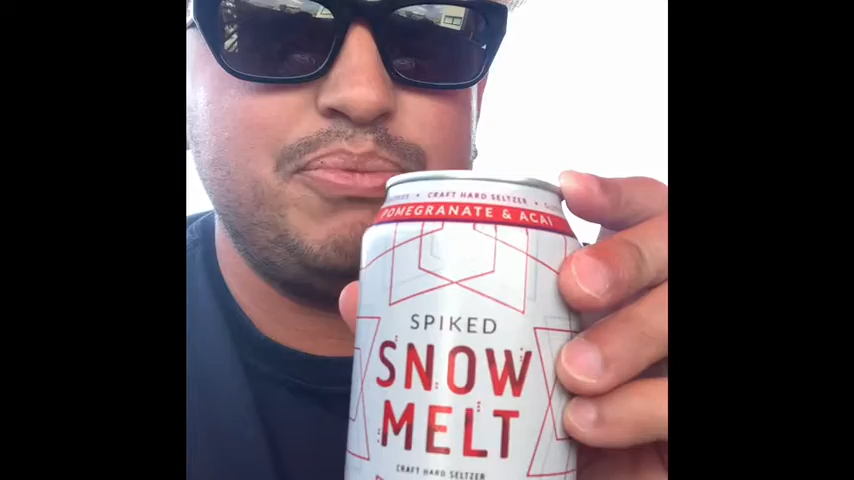 • CRAFT HARD SELTZER •
POMEGRANATE & ACAI
SPIKED
SNOW
MELT
CRAFT HARD SELTZER